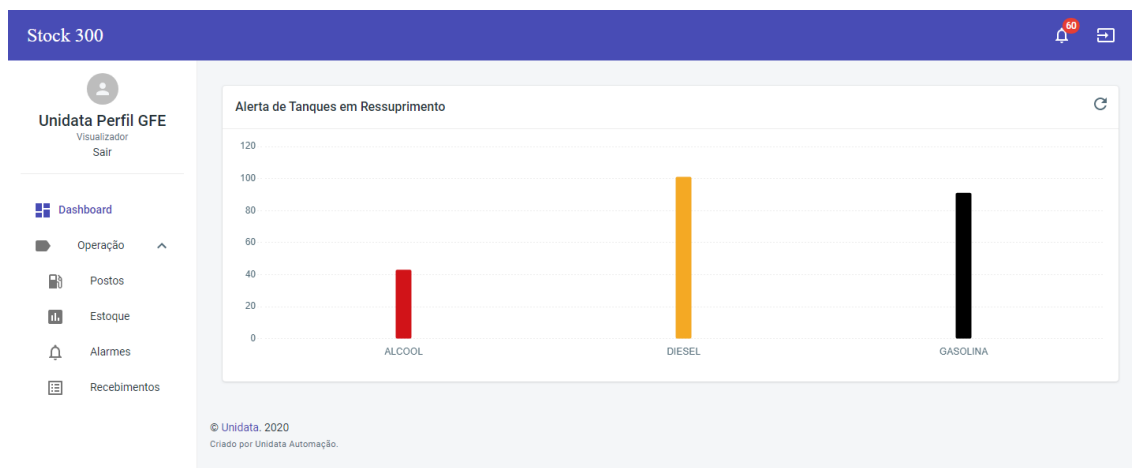 Stock 300
60
Unidata Perfil GFE
Visualizador
Sair
Dashboard
Operação
Postos
Estoque
Alarmes
Recebimentos
Alerta de Tanques em Ressuprimento
120
100
80
60
40
20
0
ALCOOL DIESEL GASOLINA
© Unidata. 2020
Criado por Unidata Automação.